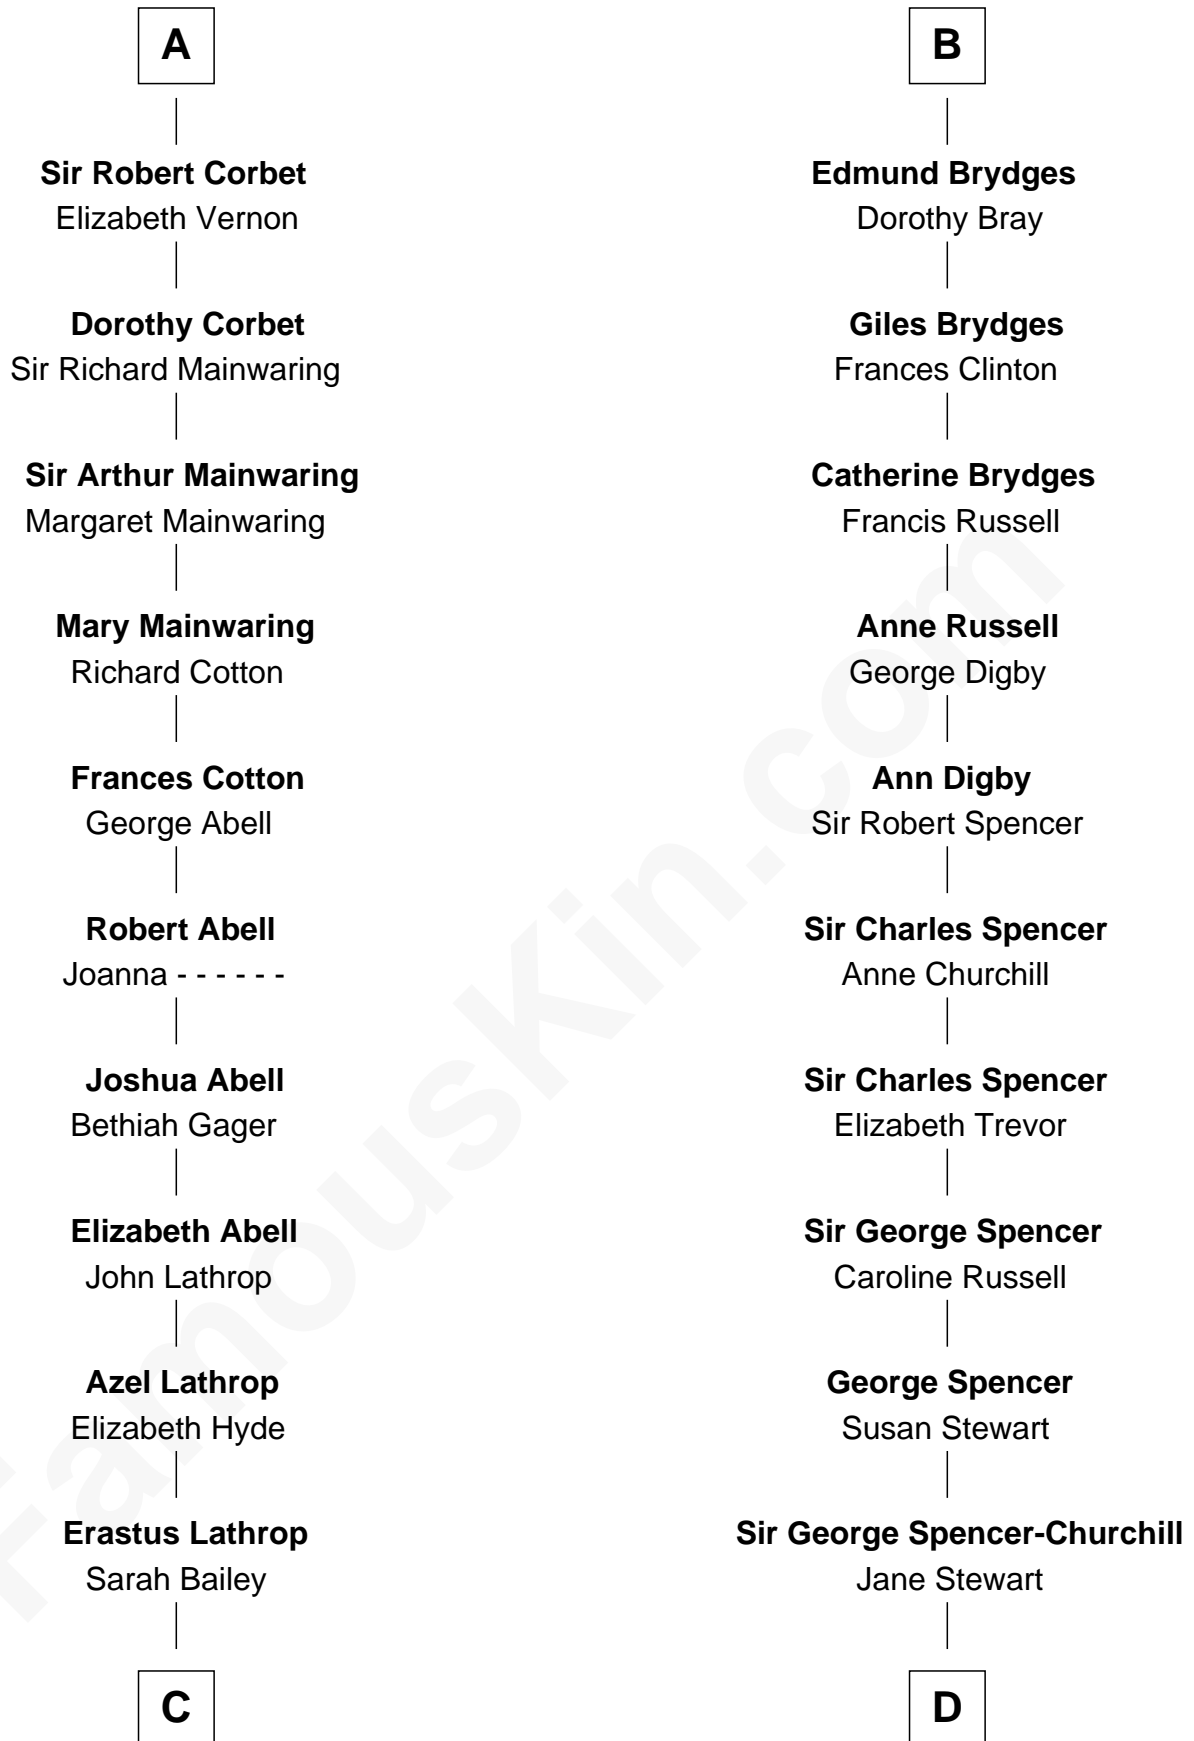 A
Sir Robert Corbet
Elizabeth Vernon
Dorothy Corbet
Sir Richard Mainwaring
Sir Arthur Mainwaring
Margaret Mainwaring
Mary Mainwaring
Richard Cotton
Frances Cotton
George Abell
Robert Abell
Joanna - - - - - -
Joshua Abell
Bethiah Gager
Elizabeth Abell
John Lathrop
Azel Lathrop
Elizabeth Hyde
Erastus Lathrop
Sarah Bailey
C
B
Edmund Brydges
Dorothy Bray
Giles Brydges
Frances Clinton
Catherine Brydges
Francis Russell
Anne Russell
George Digby
Ann Digby
Sir Robert Spencer
Sir Charles Spencer
Anne Churchill
Sir Charles Spencer
Elizabeth Trevor
Sir George Spencer
Caroline Russell
George Spencer
Susan Stewart
Sir George Spencer-Churchill
Jane Stewart
D
FamousKin.com